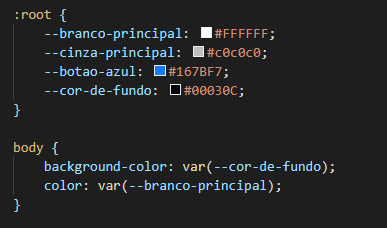 :root {
    --branco-principal: #FFFFFF;
    --cinza-principal: #c0c0c0;
    --botao-azul: #167BF7;
    --cor-de-fundo: #00030C;
}

body {
    background-color: var(--cor-de-fundo);
    color: var(--branco-principal);
}